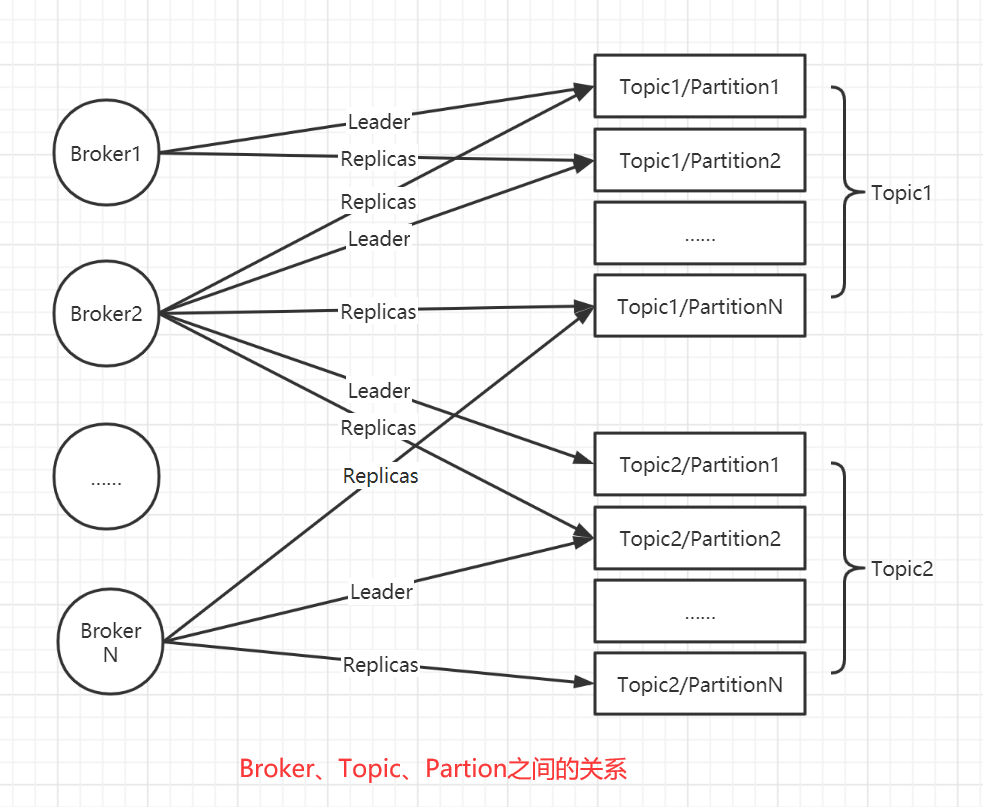 Broker1
Broker2
……
Broker
N
Leader
Replicas
Replicas
Leader
Replicas
Leader
Replicas
Replicas
Leader
Replicas
Topic1/Partition1
Topic1/Partition2
……
Topic1/PartitionN
Topic1
Topic2/Partition1
Topic2/Partition2
……
Topic2/PartitionN
Topic2
Broker、Topic、Partion之间的关系